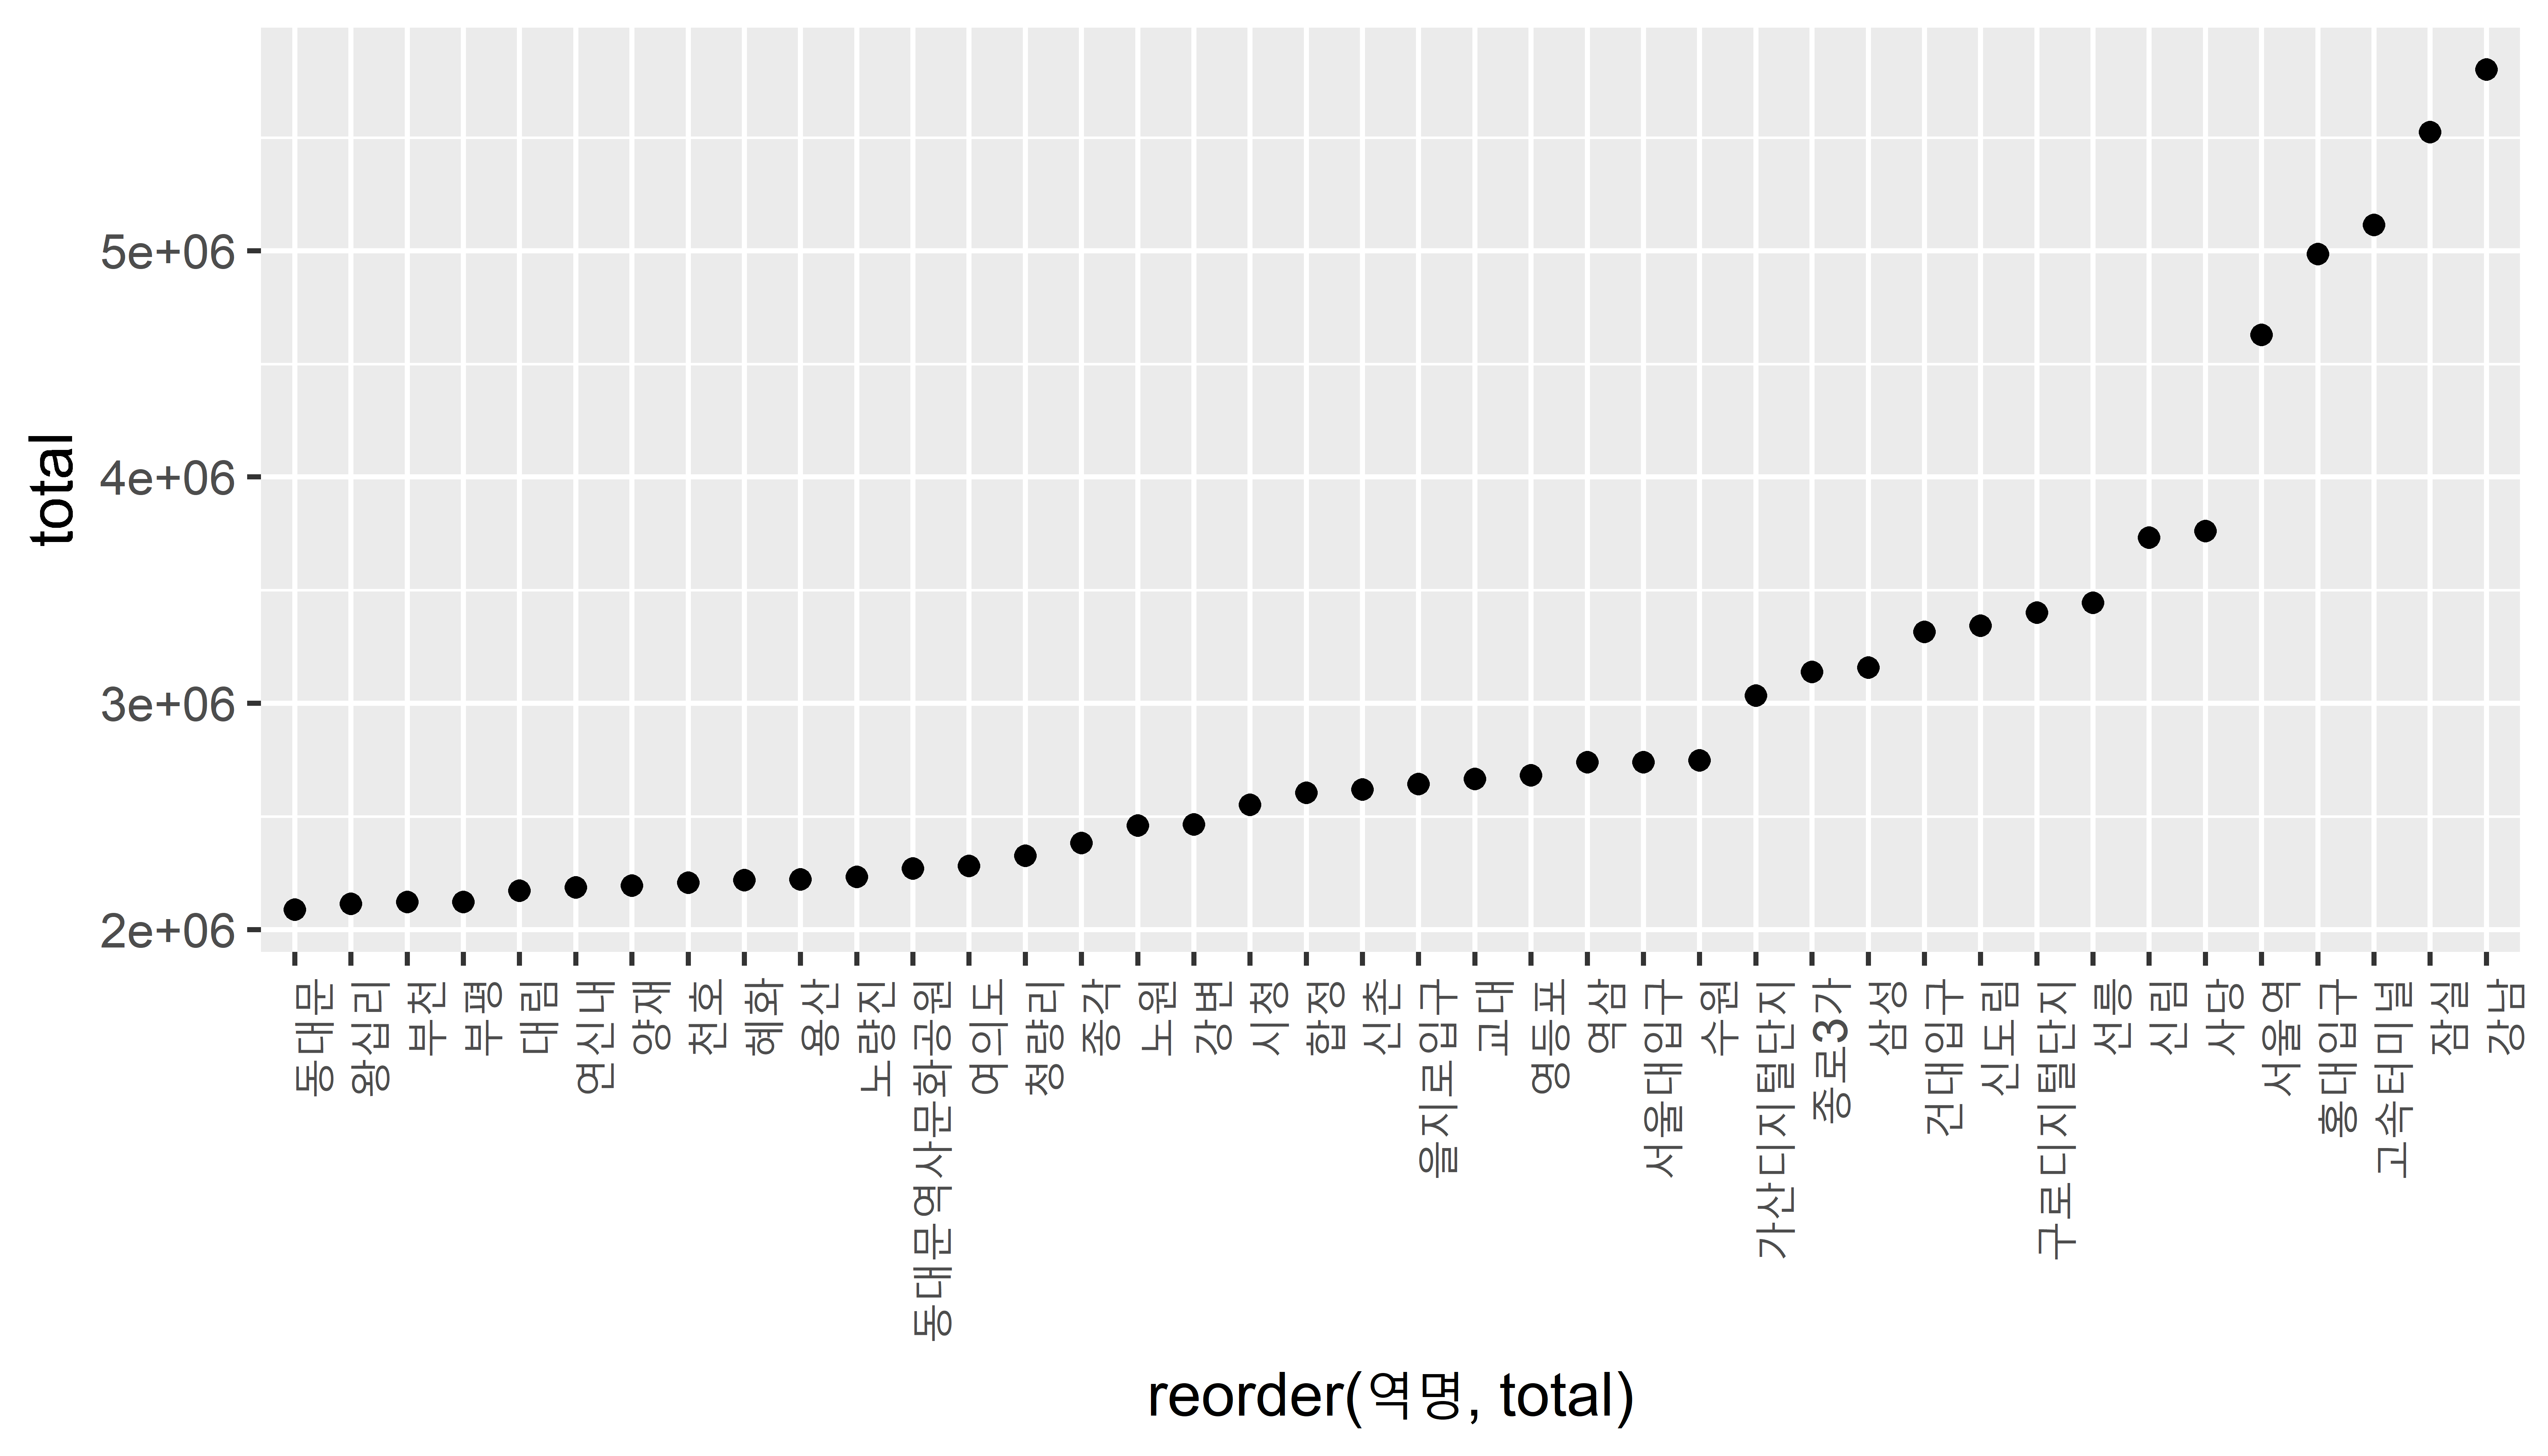 total
5e+06
4e+06
3e+06
2e+06
동대문
왕십리
부천
부평
대림
연신내
양재
천호
혜화
용산
노량진
동대문역사문화공원
여의도
청량리
종각
노원
강변
시청
합정
신촌
을지로입구
교대
영등포
역삼
서울대입구
수원
가산디지털단지
종로3가
삼성
건대입구
신도림
구로디지털단지
선릉
신림
사당
서울역
홍대입구
고속터미널
잠실
강남
reorder(역명, total)